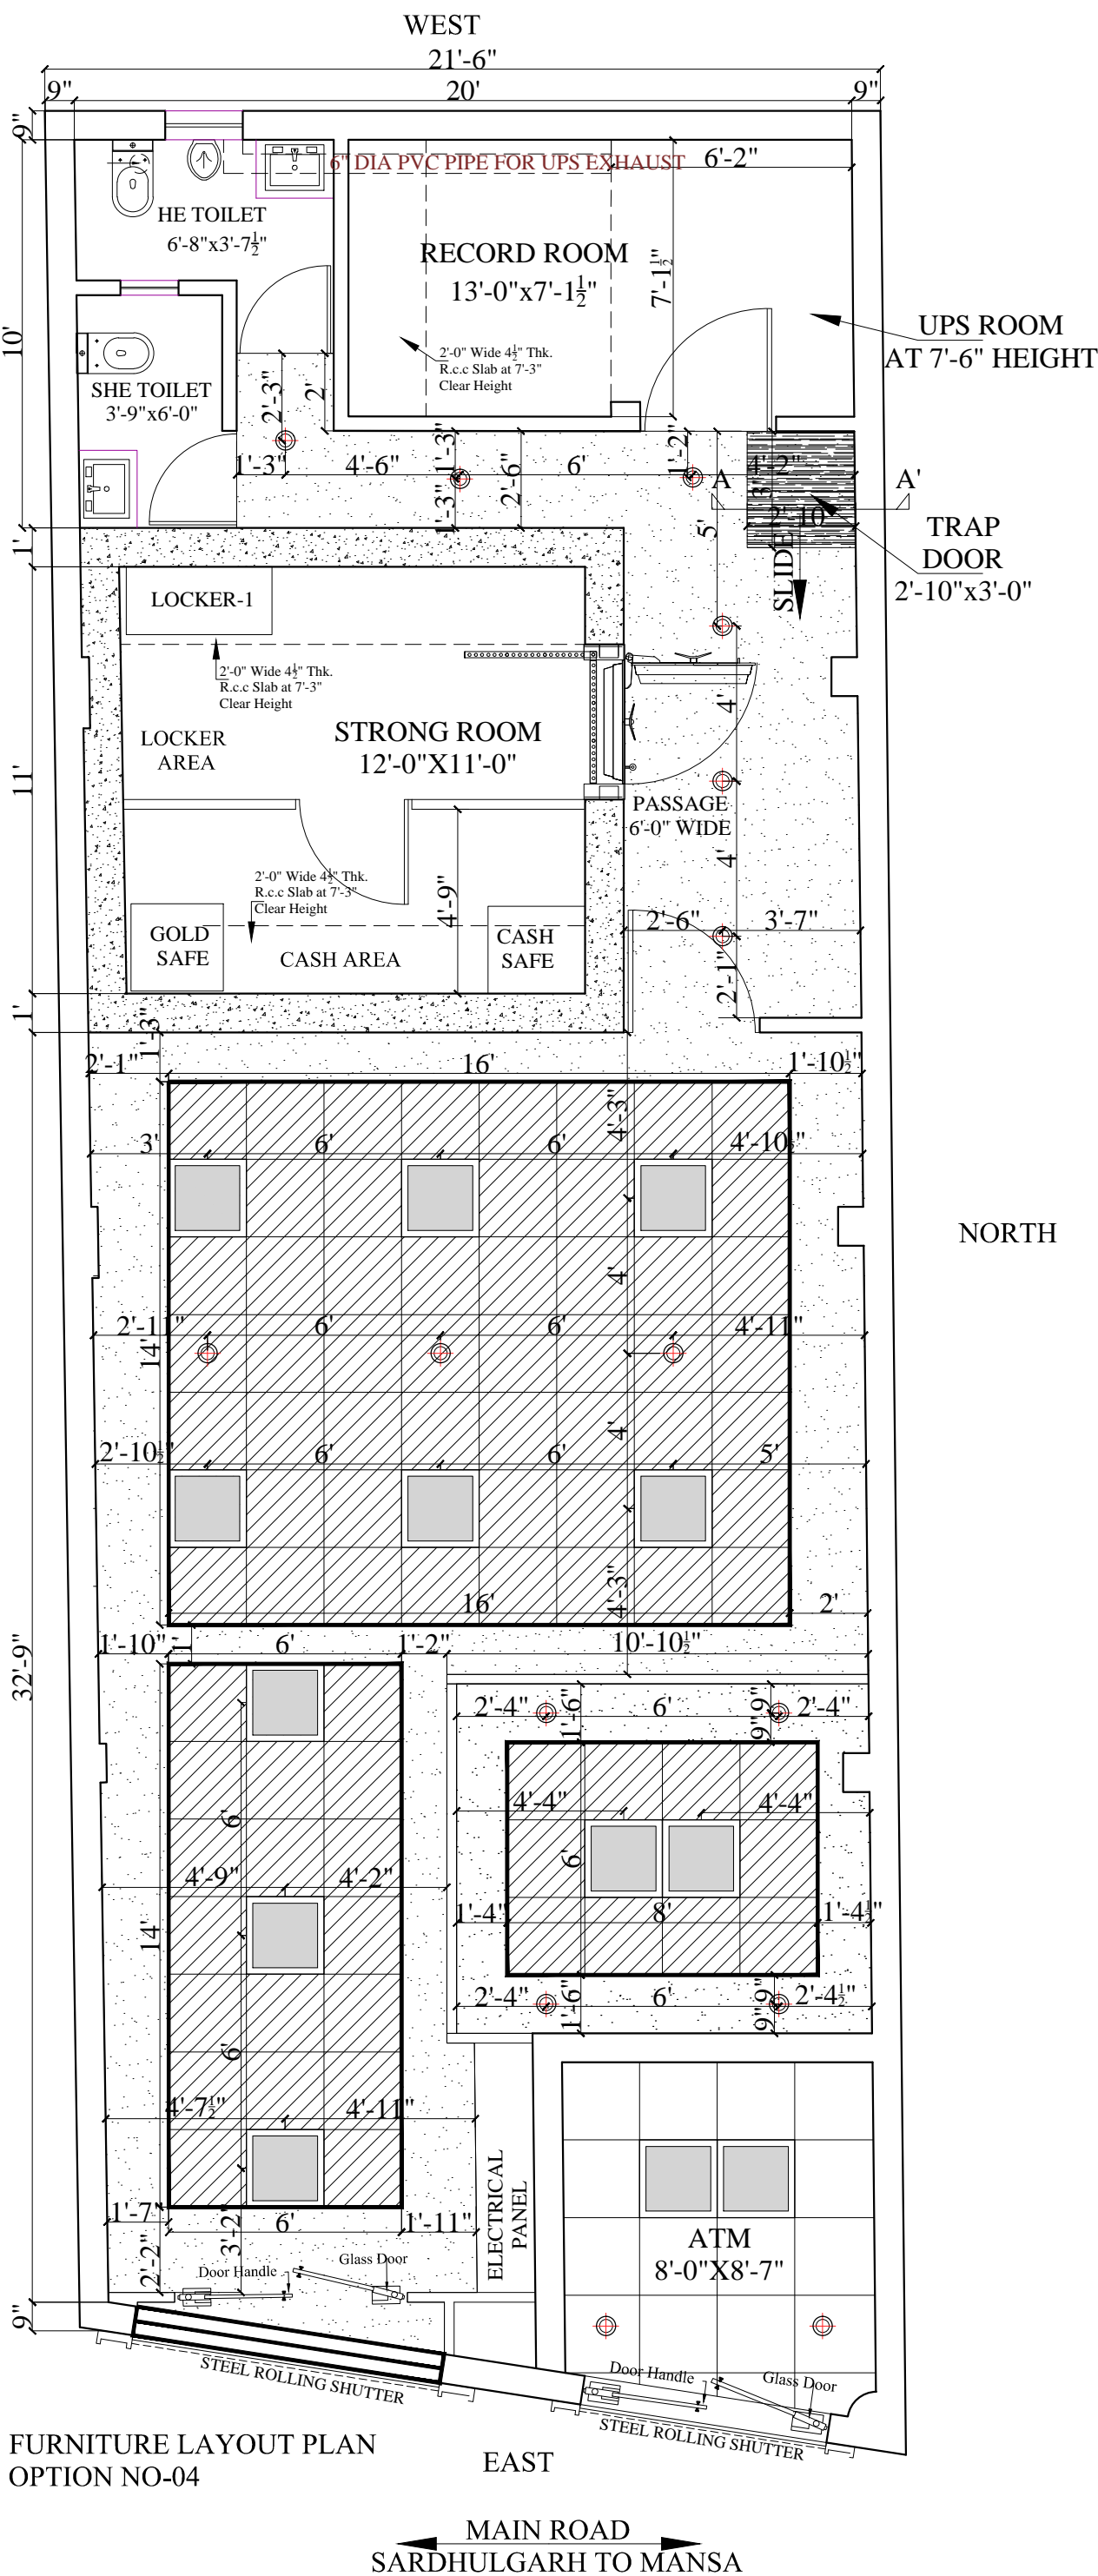 WEST
21'-6"
9"
20'
9"
9"
6" DIA PVC PIPE FOR UPS EXHAUST
6'-2"
HE TOILET
6'-8"x3'-7½"
RECORD ROOM
13'-0"x7'-1½"
7'-1½"
10'
UPS ROOM
AT 7'-6" HEIGHT
2'-0" Wide 4½" Thk.
R.c.c Slab at 7'-3"
Clear Height
SHE TOILET
3'-9"x6'-0"
2'-3"
2'
1'-3"
4'-6"
1'-3"
1'-3"
2'-6"
6'
1'-2"
4'-2"
3'
2'-10"
5'
A
A'
TRAP
DOOR
2'-10"x3'-0"
SLIDE
1'
LOCKER-1
2'-0" Wide 4½" Thk.
R.c.c Slab at 7'-3"
Clear Height
LOCKER
AREA
STRONG ROOM
12'-0"X11'-0"
11'
4'
PASSAGE
6'-0" WIDE
4'
2'-0" Wide 4½" Thk.
R.c.c Slab at 7'-3"
Clear Height
4'-9"
GOLD
SAFE
CASH AREA
CASH
SAFE
2'-6"
3'-7"
2'-1"
1'
1'-3"
2'-1"
16'
1'-10½"
4'-3"
3'
6'
6'
4'-10½"
NORTH
4'
2'-11"
6'
6'
4'-11"
14'
4'
2'-10½"
6'
6'
5'
4'-3"
16'
2'
1'-10"
1'
6'
1'-2"
10'-10½"
32'-9"
2'-4"
1'-6"
6'
9"
9"
2'-4"
6'
4'-4"
4'-4"
6'
4'-9"
4'-2"
1'-4"
8'
1'-4½"
14'
2'-4"
1'-6"
6'
9"
9"
2'-4½"
6'
4'-7½"
4'-11"
ELECTRICAL
PANEL
1'-7"
6'
1'-11"
3'-2"
2'-2"
ATM
8'-0"X8'-7"
Door Handle
Glass Door
9"
STEEL ROLLING SHUTTER
Door Handle
Glass Door
STEEL ROLLING SHUTTER
FURNITURE LAYOUT PLAN
OPTION NO-04
EAST
MAIN ROAD
SARDHULGARH TO MANSA